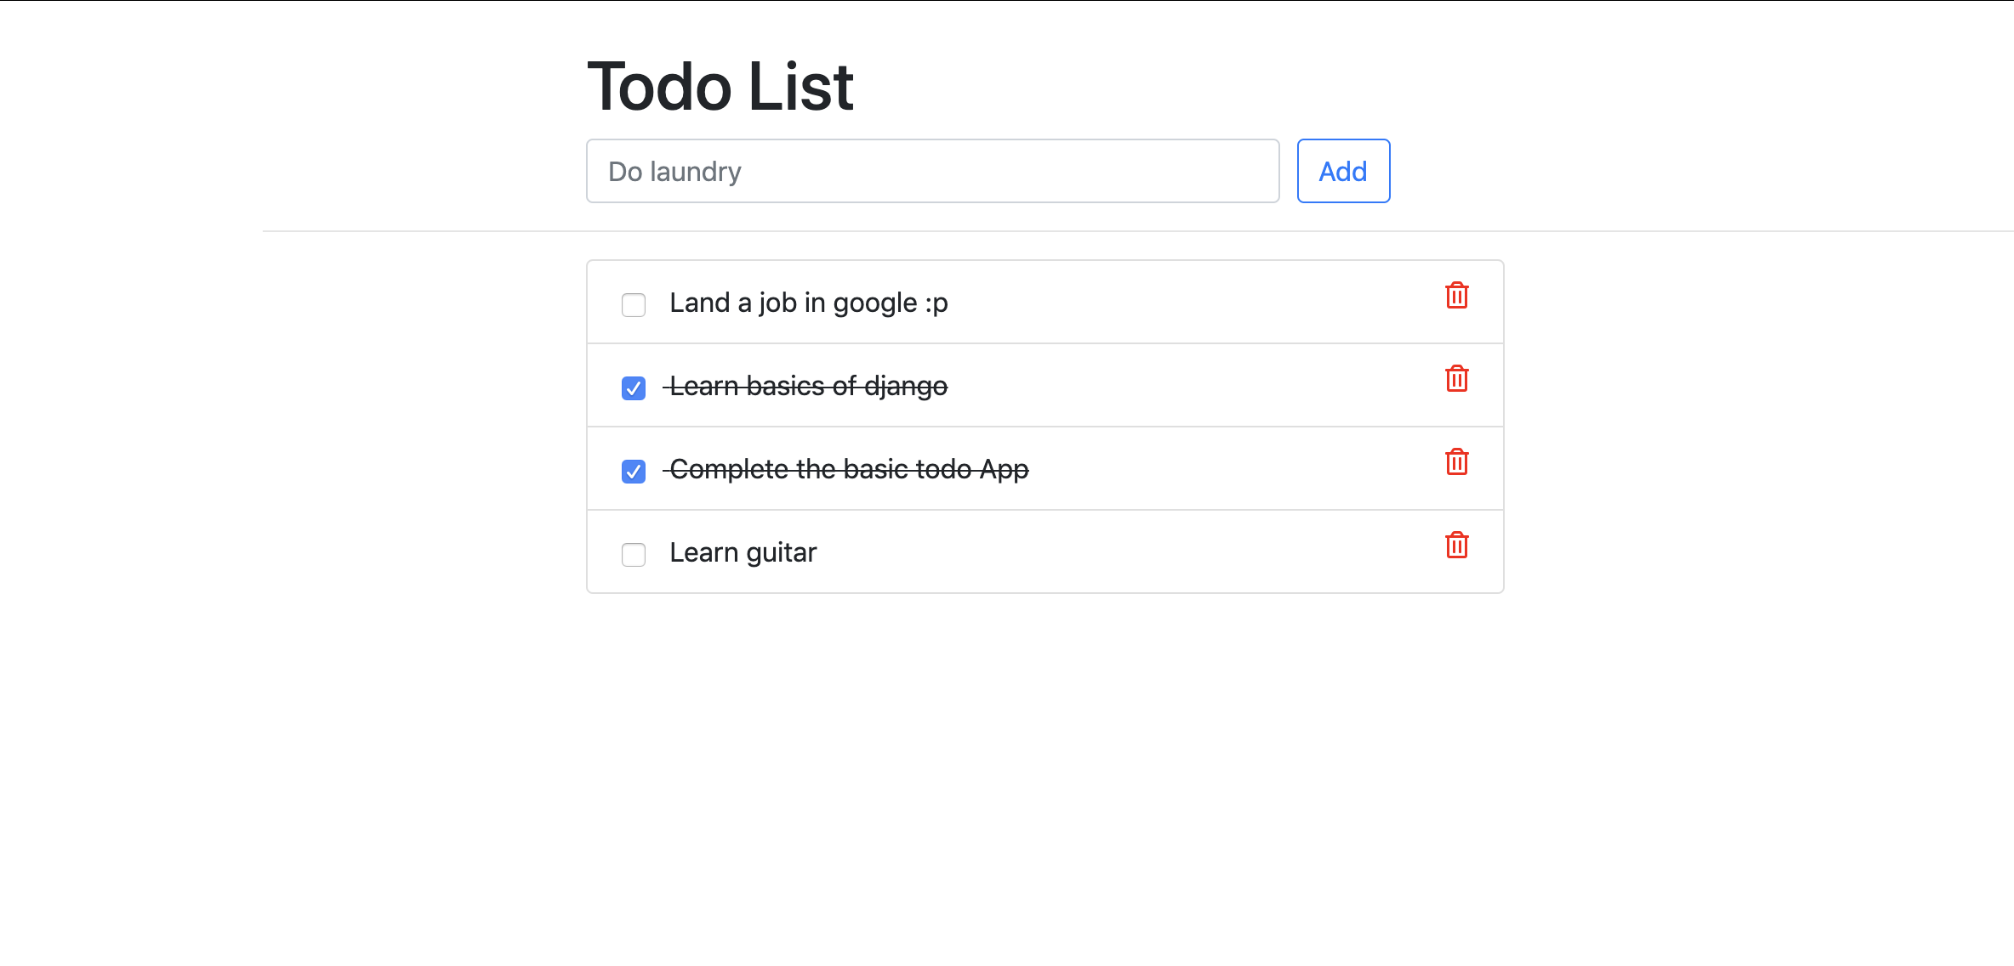 Todo List
Do laundry
Add
Land a job in google :p
Learn basics of django
Complete the basic todo App
Learn guitar